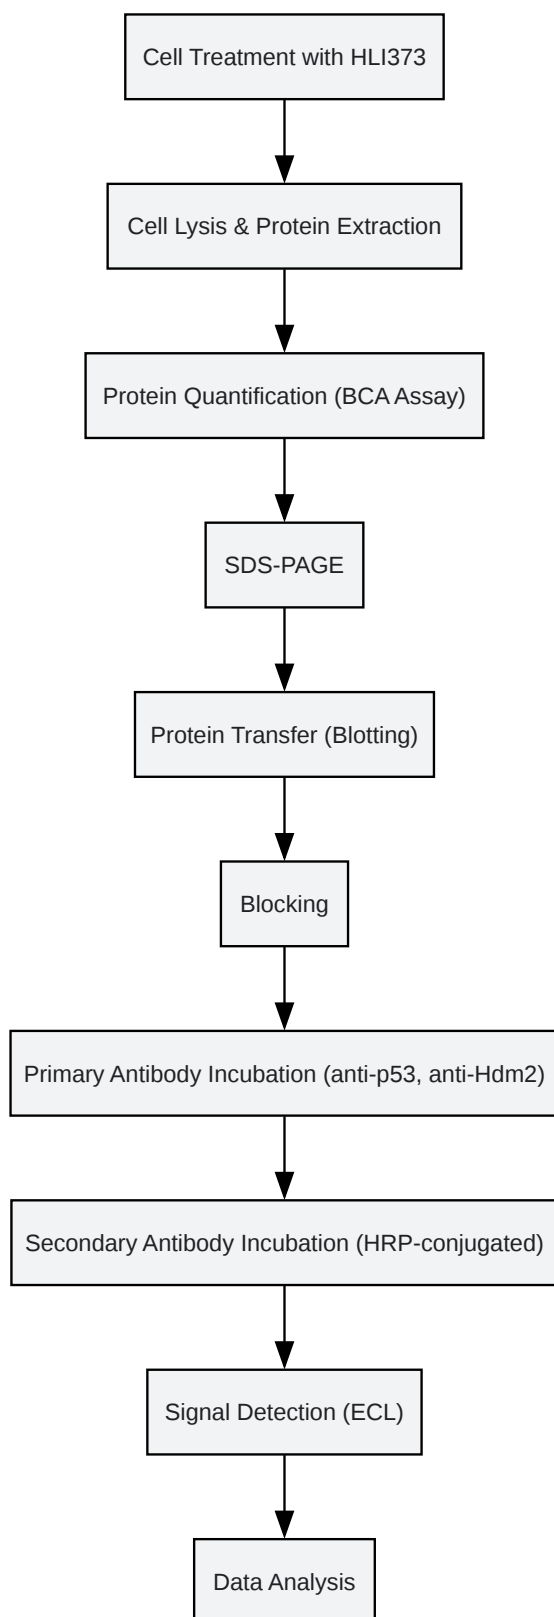 Cell Treatment with HLI373
Cell Lysis & Protein Extraction
Protein Quantification (BCA Assay)
SDS-PAGE
Protein Transfer (Blotting)
Blocking
Primary Antibody Incubation (anti-p53, anti-Hdm2)
Secondary Antibody Incubation (HRP-conjugated)
Signal Detection (ECL)
Data Analysis